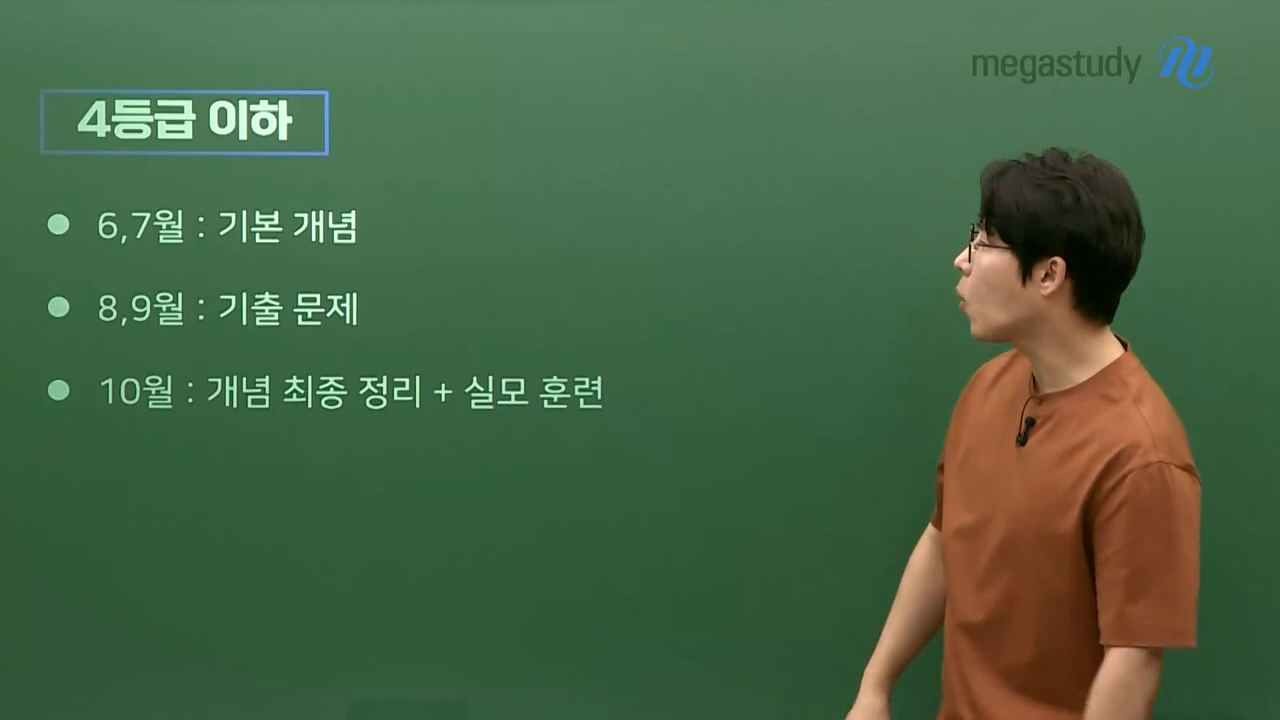 megastudy
4등급 이하
6,7월 : 기본 개념
8,9월 : 기출 문제
10월 : 개념 최종 정리 + 실모 훈련